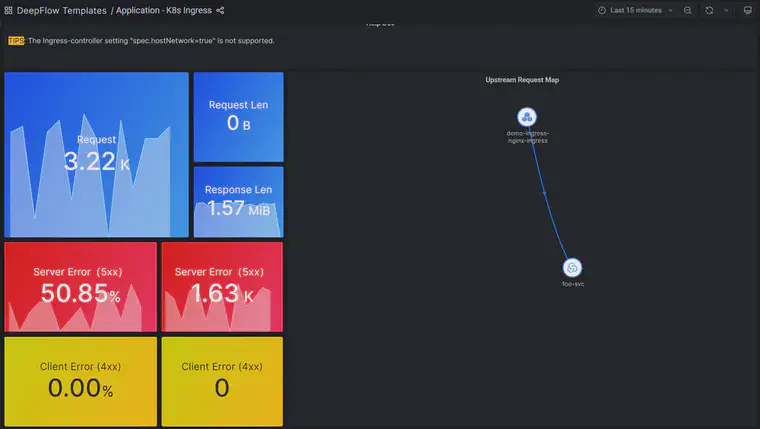 DeepFlow Templates / Application - K8s Ingress
Last 15 minutes
TIPS: The Ingress-controller setting "spec.hostNetwork=true" is not supported.
Request
3.22 K
Request Len
0 B
Response Len
1.57 MiB
Server Error (5xx)
50.85%
Server Error (5xx)
1.63 K
Client Error (4xx)
0.00%
Client Error (4xx)
0
Upstream Request Map
demo-ingress-
nginx-ingress
foo-svc